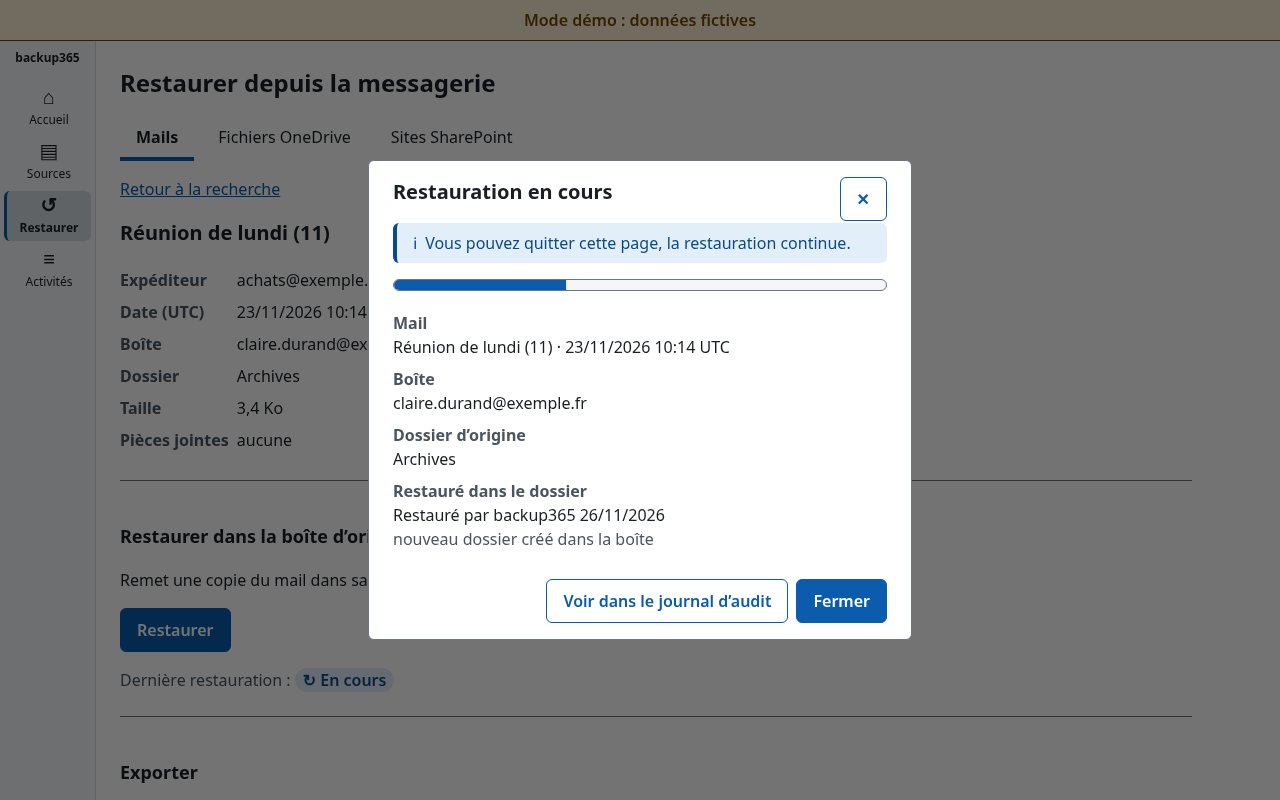 Mode démo : données fictives
backup365
Accueil
Sources
Restaurer
Activités
Restaurer depuis la messagerie
Mails
Fichiers OneDrive
Sites SharePoint
Retour à la recherche
Réunion de lundi (11)
Expéditeur
achats@exemple.
Date (UTC)
23/11/2026 10:14
Boîte
claire.durand@ex
Dossier
Archives
Taille
3,4 Ko
Pièces jointes
aucune
Restaurer dans la boîte d’ori
Remet une copie du mail dans sa
Restaurer
Dernière restauration : ↻ En cours
Exporter
Restauration en cours
×
i Vous pouvez quitter cette page, la restauration continue.
Mail
Réunion de lundi (11) · 23/11/2026 10:14 UTC
Boîte
claire.durand@exemple.fr
Dossier d’origine
Archives
Restauré dans le dossier
Restauré par backup365 26/11/2026
nouveau dossier créé dans la boîte
Voir dans le journal d’audit
Fermer